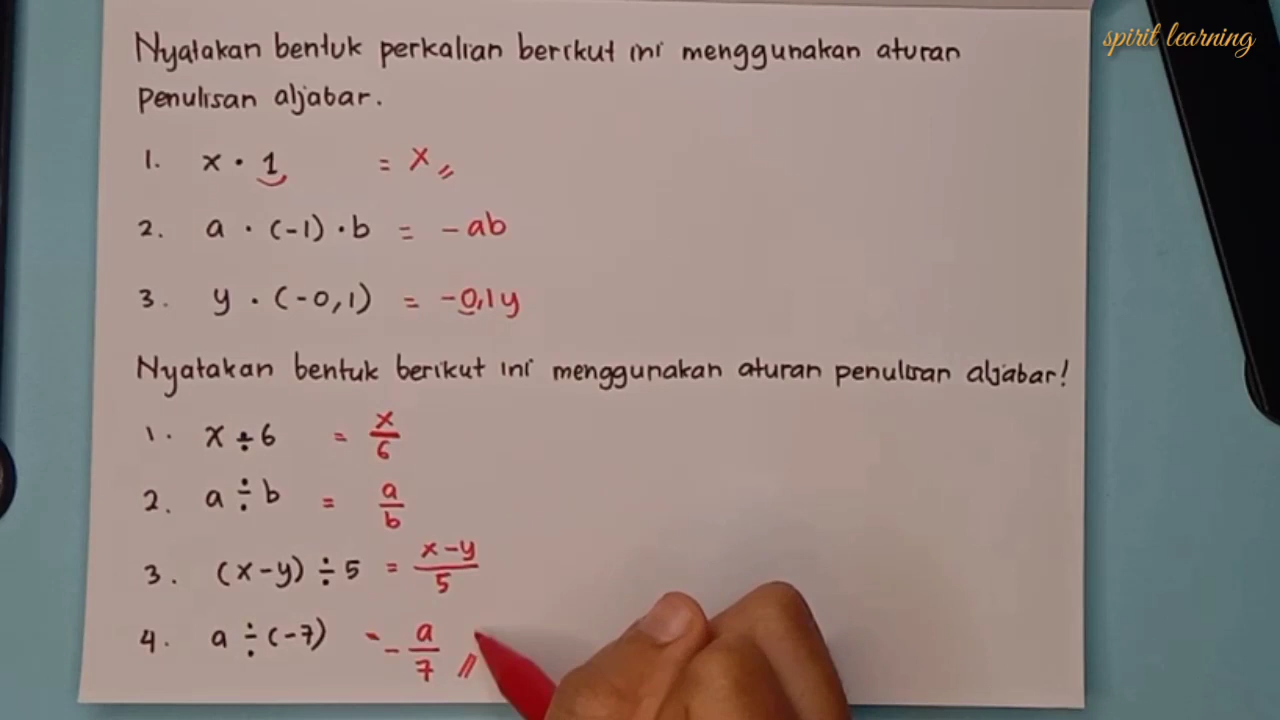 spirit learning
Nyatakan bentuk perkalian berikut ini menggunakan aturan
Penulisan aljabar.
1. x · 1 = x //
2. a · (-1) · b = -ab
3. y · (-0,1) = -0,1y
Nyatakan bentuk berikut ini menggunakan aturan penulisan aljabar!
1. x ÷ 6 = x/6
2. a ÷ b = a/b
3. (x-y) ÷ 5 = x-y/5
4. a ÷ (-7) = -a/7 //